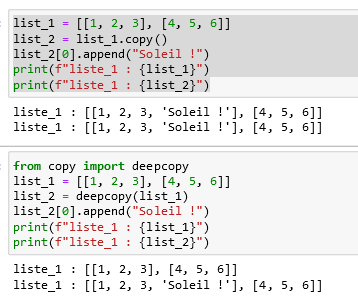 list_1 = [[1, 2, 3], [4, 5, 6]]
list_2 = list_1.copy()
list_2[0].append("Soleil !")
print(f"liste_1 : {list_1}")
print(f"liste_1 : {list_2}")
liste_1 : [[1, 2, 3, 'Soleil !'], [4, 5, 6]]
liste_1 : [[1, 2, 3, 'Soleil !'], [4, 5, 6]]
from copy import deepcopy
list_1 = [[1, 2, 3], [4, 5, 6]]
list_2 = deepcopy(list_1)
list_2[0].append("Soleil !")
print(f"liste_1 : {list_1}")
print(f"liste_1 : {list_2}")
liste_1 : [[1, 2, 3], [4, 5, 6]]
liste_1 : [[1, 2, 3, 'Soleil !'], [4, 5, 6]]